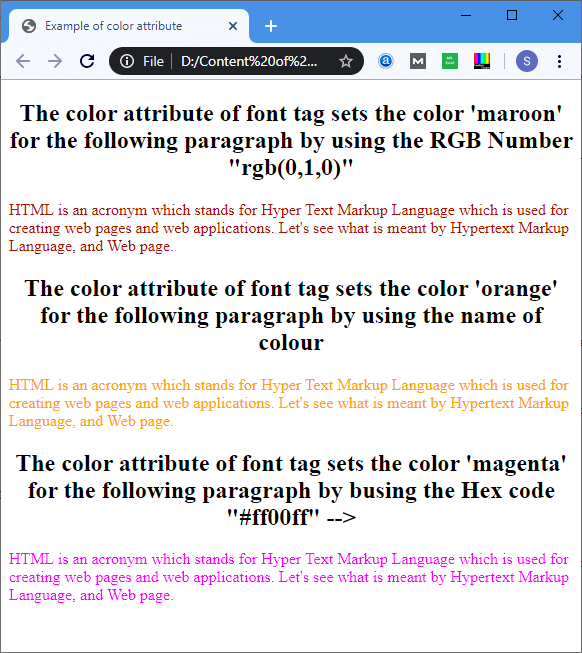 Example of color attribute
File D:/Content%20of%2...
S
The color attribute of font tag sets the color 'maroon'
for the following paragraph by using the RGB Number
"rgb(0,1,0)"
HTML is an acronym which stands for Hyper Text Markup Language which is used for
creating web pages and web applications. Let's see what is meant by Hypertext Markup
Language, and Web page.
The color attribute of font tag sets the color 'orange'
for the following paragraph by using the name of
colour
HTML is an acronym which stands for Hyper Text Markup Language which is used for
creating web pages and web applications. Let's see what is meant by Hypertext Markup
Language, and Web page.
The color attribute of font tag sets the color 'magenta'
for the following paragraph by busing the Hex code
"#ff00ff" -->
HTML is an acronym which stands for Hyper Text Markup Language which is used for
creating web pages and web applications. Let's see what is meant by Hypertext Markup
Language, and Web page.